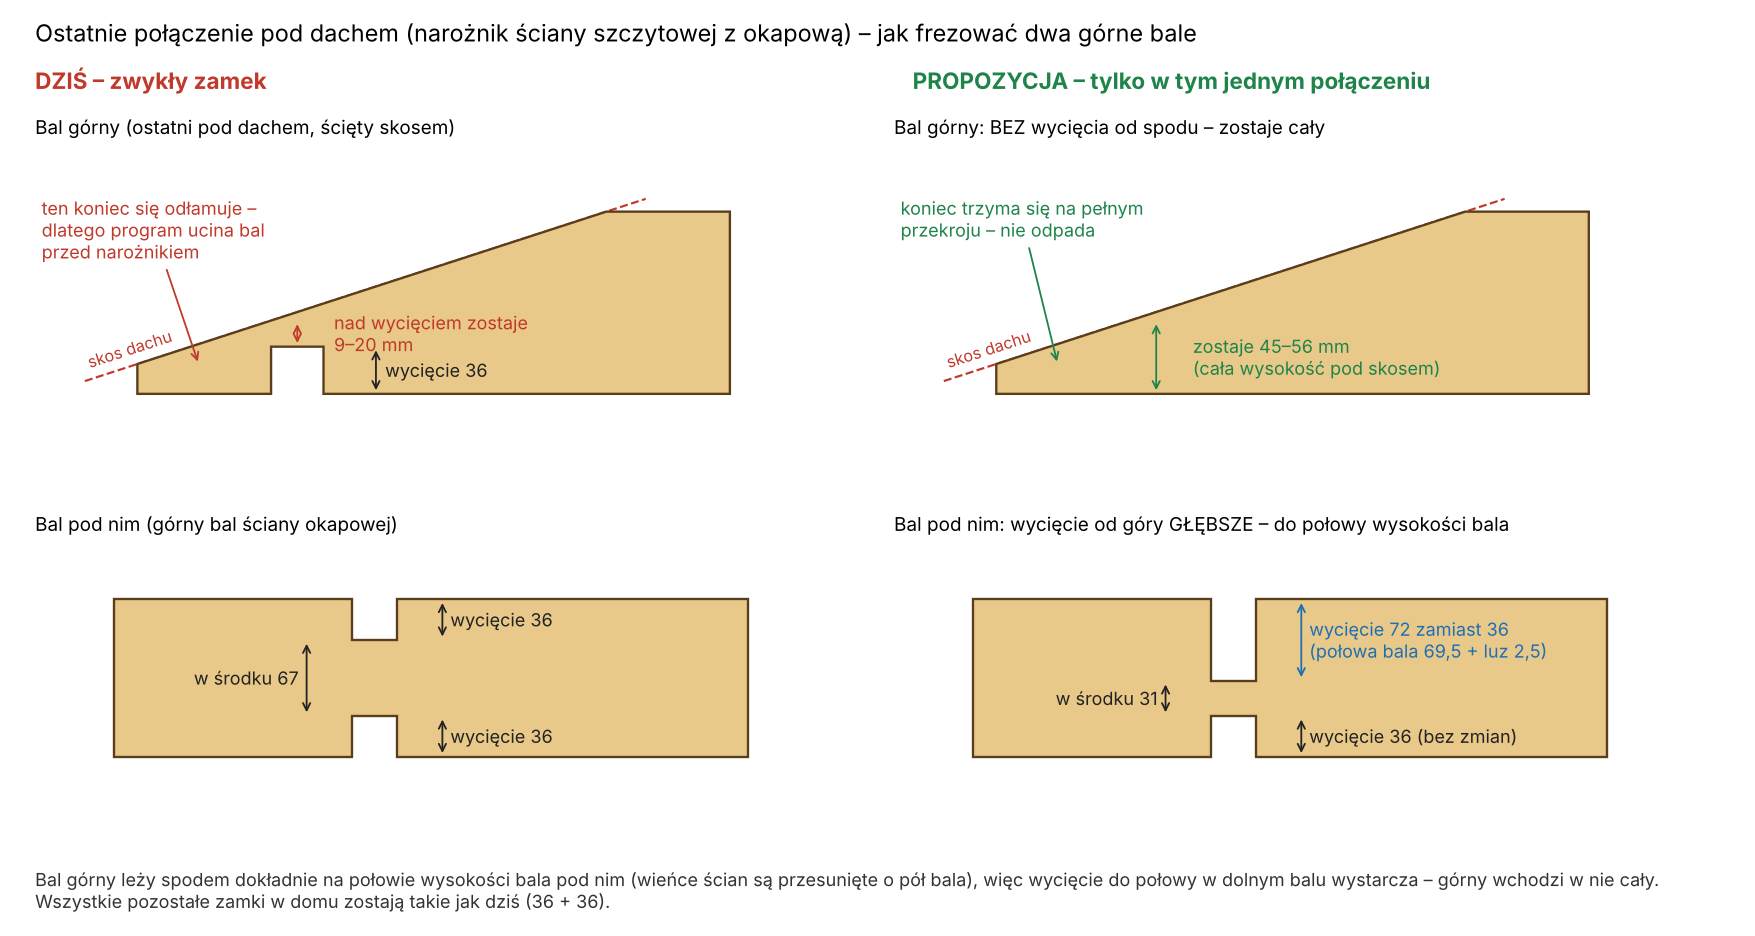 Ostatnie połączenie pod dachem (narożnik ściany szczytowej z okapową) – jak frezować dwa górne bale
DZIŚ – zwykły zamek
PROPOZYCJA – tylko w tym jednym połączeniu
Bal górny (ostatni pod dachem, ścięty skosem)
Bal górny: BEZ wycięcia od spodu – zostaje cały
ten koniec się odłamuje –
dlatego program ucina bal
przed narożnikiem
skos dachu
nad wycięciem zostaje
9–20 mm
wycięcie 36
koniec trzyma się na pełnym
przekroju – nie odpada
skos dachu
zostaje 45–56 mm
(cała wysokość pod skosem)
Bal pod nim (górny bal ściany okapowej)
Bal pod nim: wycięcie od góry GŁĘBSZE – do połowy wysokości bala
wycięcie 36
w środku 67
wycięcie 36
wycięcie 72 zamiast 36
(połowa bala 69,5 + luz 2,5)
w środku 31
wycięcie 36 (bez zmian)
Bal górny leży spodem dokładnie na połowie wysokości bala pod nim (wieńce ścian są przesunięte o pół bala), więc wycięcie do połowy w dolnym balu wystarcza – górny wchodzi w nie cały.
Wszystkie pozostałe zamki w domu zostają takie jak dziś (36 + 36).